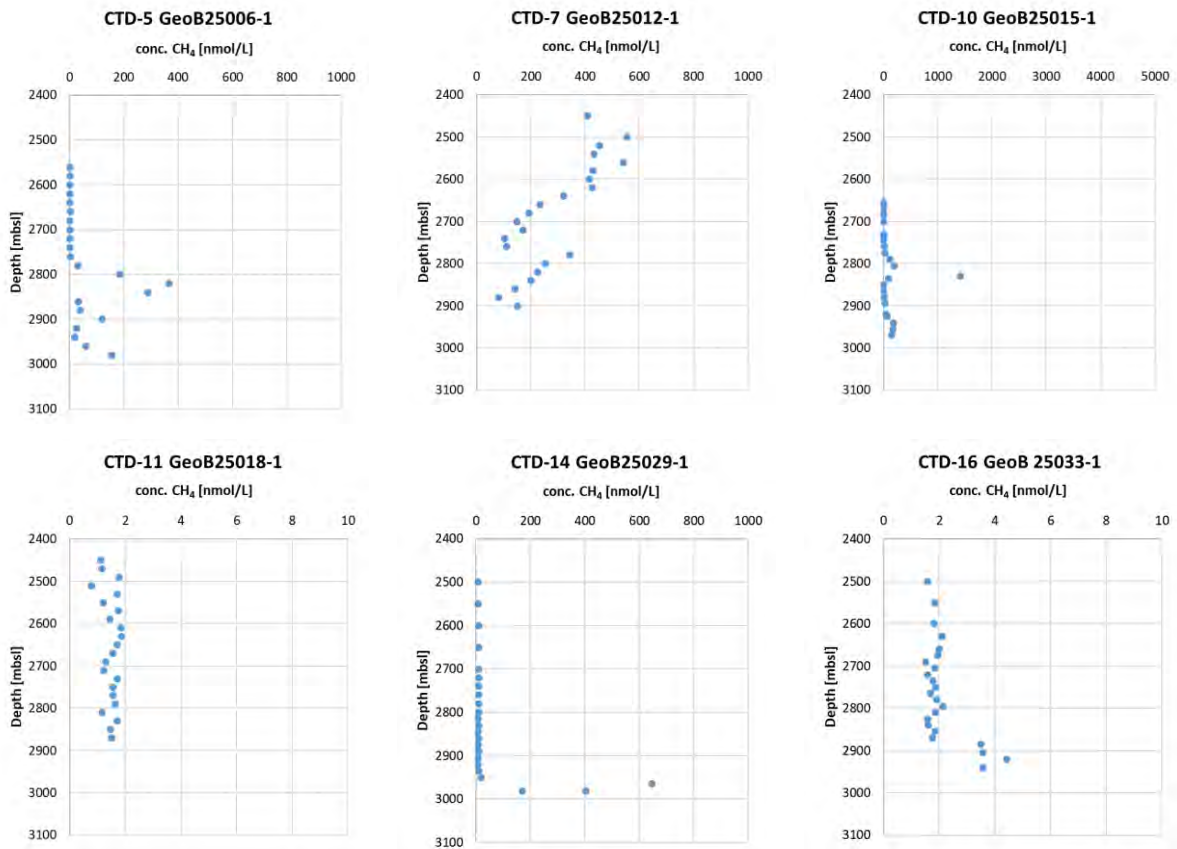 CTD-5 GeoB25006-1
conc. CH₄ [nmol/L]
0 200 400 600 800 1000
2400
2500
2600
2700
2800
2900
3000
3100
Depth [mbsl]
CTD-7 GeoB25012-1
conc. CH₄ [nmol/L]
0 200 400 600 800 1000
2400
2500
2600
2700
2800
2900
3000
3100
Depth [mbsl]
CTD-10 GeoB25015-1
conc. CH₄ [nmol/L]
0 1000 2000 3000 4000 5000
2400
2500
2600
2700
2800
2900
3000
3100
Depth [mbsl]
CTD-11 GeoB25018-1
conc. CH₄ [nmol/L]
0 2 4 6 8 10
2400
2500
2600
2700
2800
2900
3000
3100
Depth [mbsl]
CTD-14 GeoB25029-1
conc. CH₄ [nmol/L]
0 200 400 600 800 1000
2400
2500
2600
2700
2800
2900
3000
3100
Depth [mbsl]
CTD-16 GeoB 25033-1
conc. CH₄ [nmol/L]
0 2 4 6 8 10
2400
2500
2600
2700
2800
2900
3000
3100
Depth [mbsl]